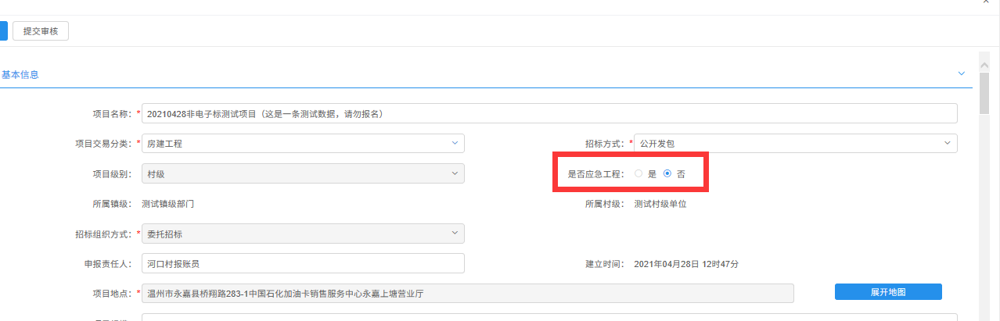 提交审核
基本信息
项目名称：* 20210428非电子标测试项目（这是一条测试数据，请勿报名）
项目交易分类：* 房建工程 招标方式：* 公开发包
项目级别： 村级 是否应急工程： 是 否
所属镇级： 测试镇级部门 所属村级： 测试村级单位
招标组织方式：* 委托招标
申报责任人： 河口村报账员 建立时间： 2021年04月28日 12时47分
项目地点：* 温州市永嘉县桥翔路283-1中国石化加油卡销售服务中心永嘉上塘营业厅 展开地图